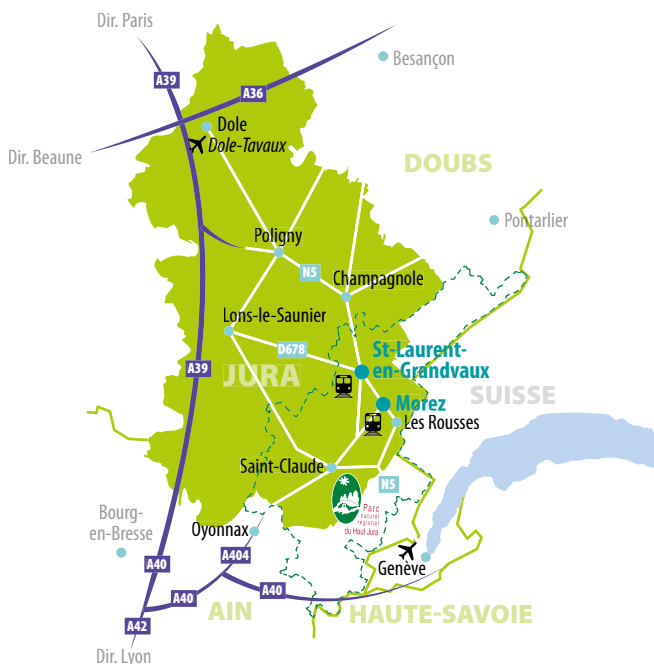 Dir. Paris
Besançon
A39
A36
Dole
Dole-Tavaux
Dir. Beaune
DOUBS
Pontarlier
Poligny
N5
Champagnole
Lons-le-Saunier
D678
St-Laurent-
en-Grandvaux
A39
JURA
SUISSE
Morez
Les Rousses
Saint-Claude
N5
Parc
naturel
régional
du Haut-Jura
Bourg-
en-Bresse
Oyonnax
A404
A40
Genève
A40
A40
AIN
HAUTE-SAVOIE
A42
Dir. Lyon